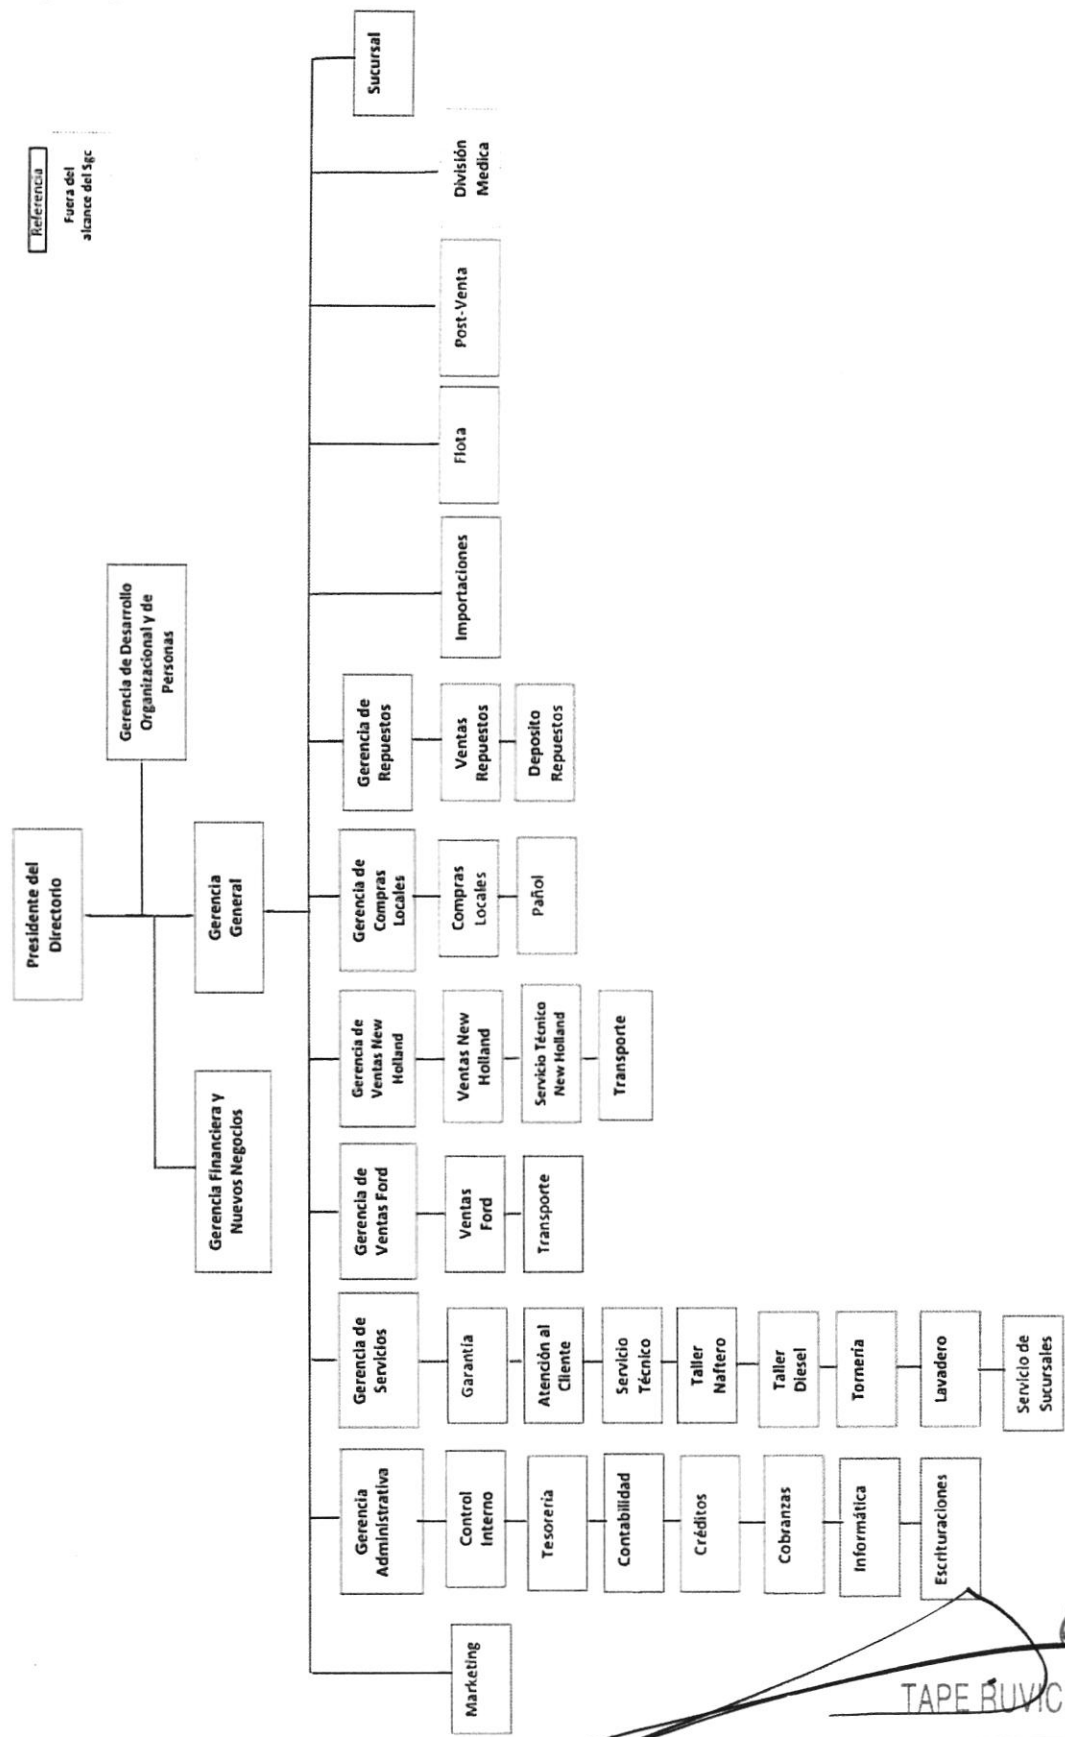 Referencia
Fuera del
alcance del Sgc
Presidente del
Directorio
Gerencia de Desarrollo
Organizacional y de
Personas
Gerencia Financiera y
Nuevos Negocios
Gerencia
General
Marketing
Gerencia
Administrativa
Control
Interno
Tesorería
Contabilidad
Créditos
Cobranzas
Informática
Escrituraciones
Gerencia de
Servicios
Garantía
Atención al
Cliente
Servicio
Técnico
Taller
Naftero
Taller
Diesel
Tornería
Lavadero
Servicio de
Sucursales
Gerencia de
Ventas Ford
Ventas
Ford
Transporte
Gerencia de
Ventas New
Holland
Ventas New
Holland
Servicio Técnico
New Holland
Transporte
Gerencia de
Compras
Locales
Compras
Locales
Pañol
Gerencia de
Repuestos
Ventas
Repuestos
Deposito
Repuestos
Importaciones
Flota
Post-Venta
División
Medica
Sucursal
TAPE RUVIC